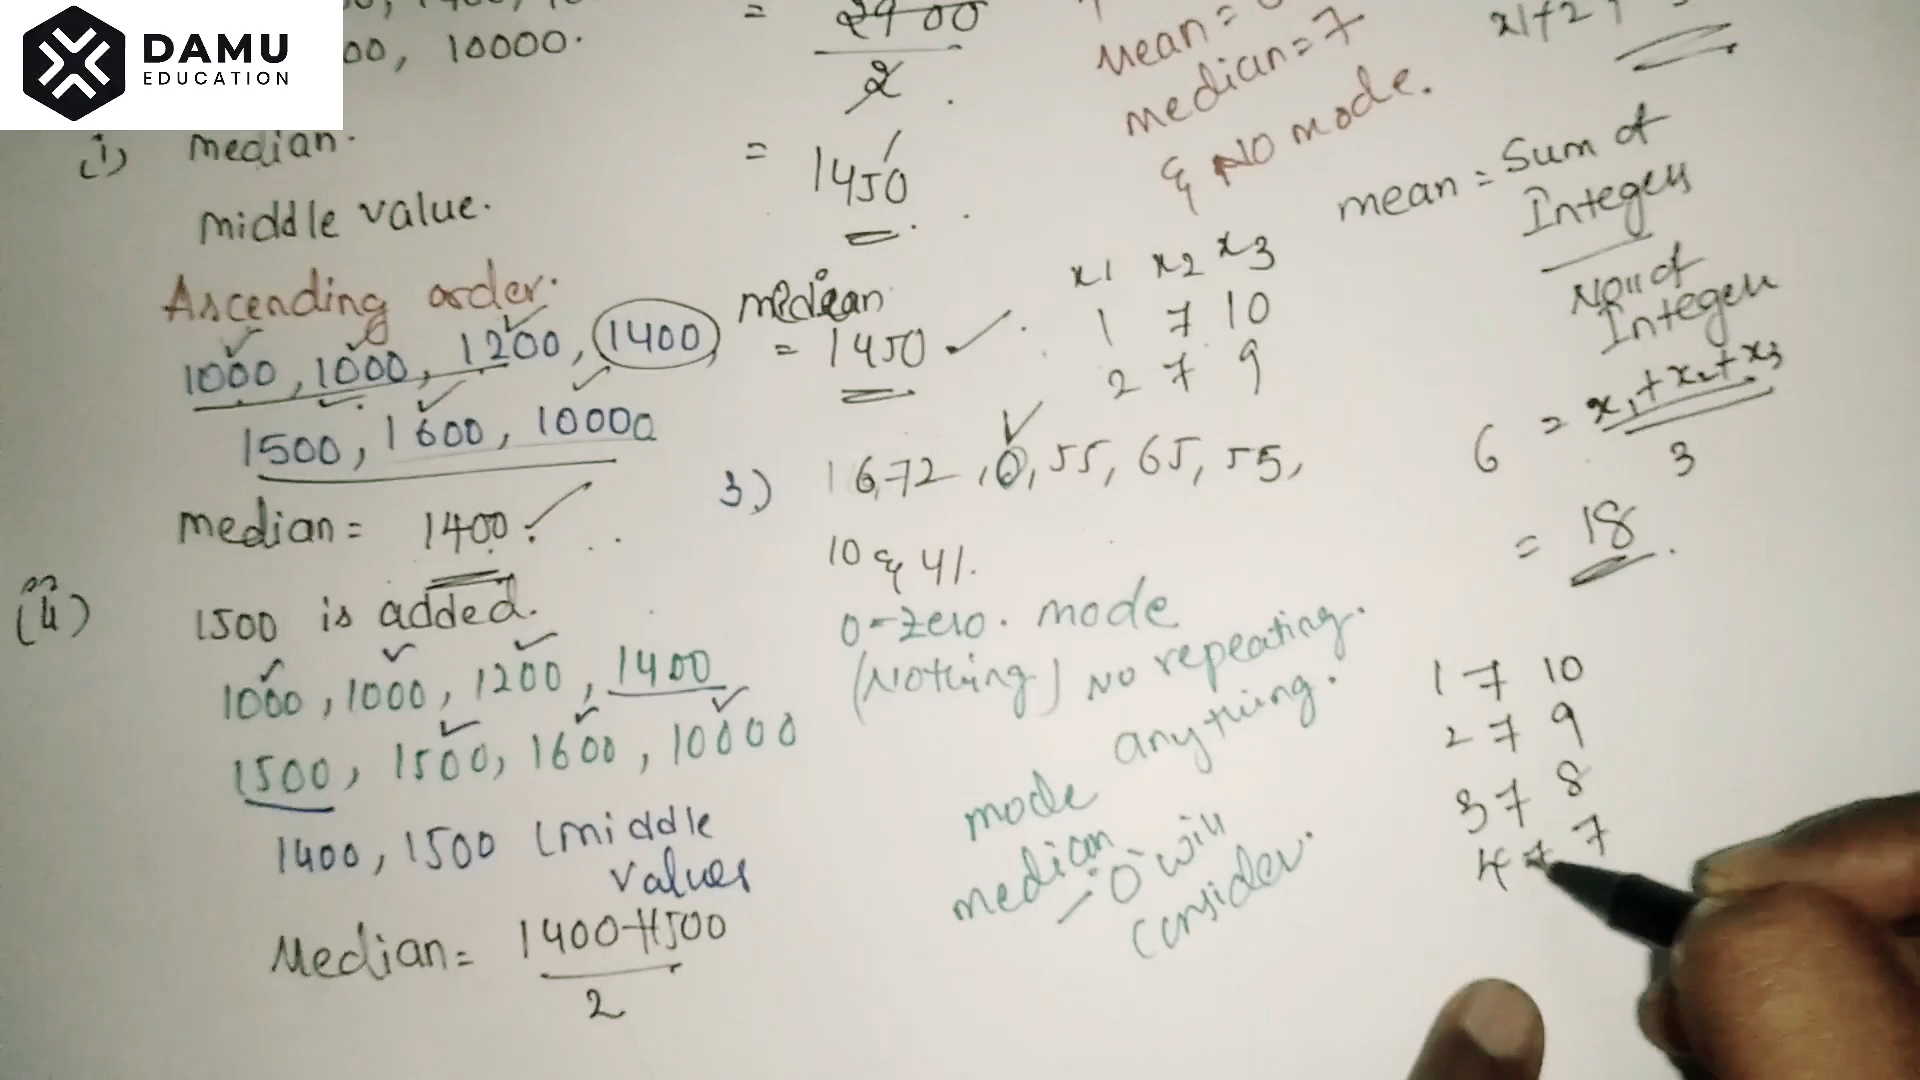 DAMU
EDUCATION
00, 10000.
(i) median.
middle value.
Ascending order.
1000, 1000, 1200, 1400,
1500, 1600, 10000
median = 1400.
(ii) 1500 is added.
1000, 1000, 1200, 1400
1500, 1500, 1600, 10000
1400, 1500 (middle
values
Median = 1400+1500
2
= 2900
2
= 1450
median
= 1450
3) 16,72, 0, 55, 65, 55,
10 & 41.
0-zero. mode
(Nothing) No repeating.
anything.
mode
median
- 0 will
consider.
Mean =
median = 7
& NO mode.
x1 x2 x3
1 7 10
2 7 9
x1+2
mean = Sum of
Integers
No" of
Integers
6 = x1+x2+x3
3
= 18
1 7 10
2 7 9
3 7 8
4 7 7